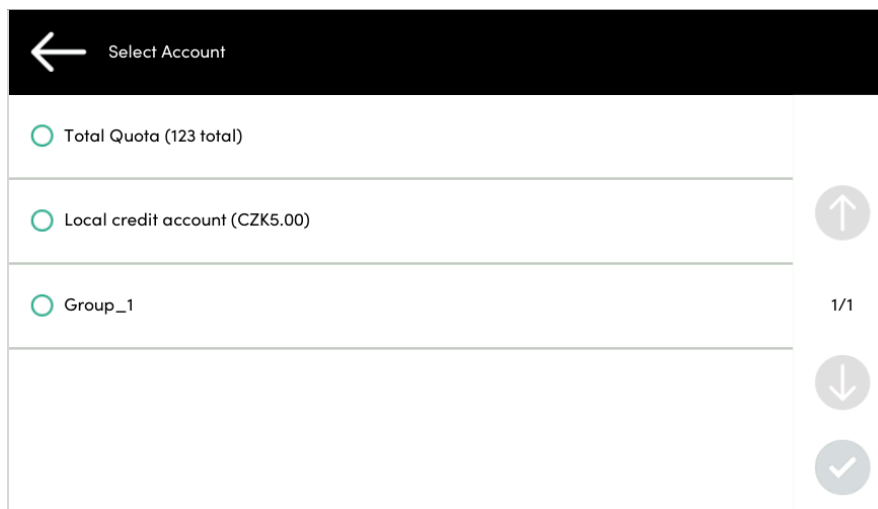 Select Account
Total Quota (123 total)
Local credit account (CZK5.00)
Group_1
1/1